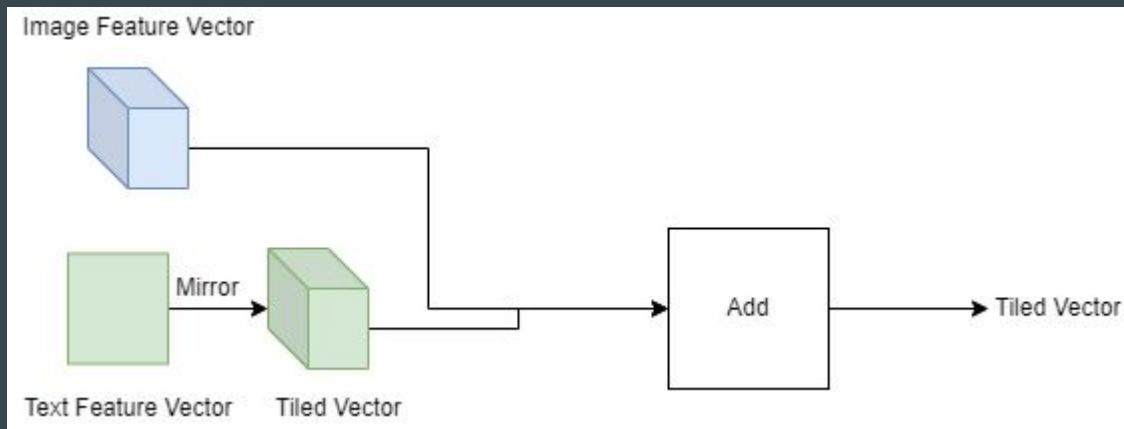 Image Feature Vector
Mirror
Add
Tiled Vector
Text Feature Vector
Tiled Vector